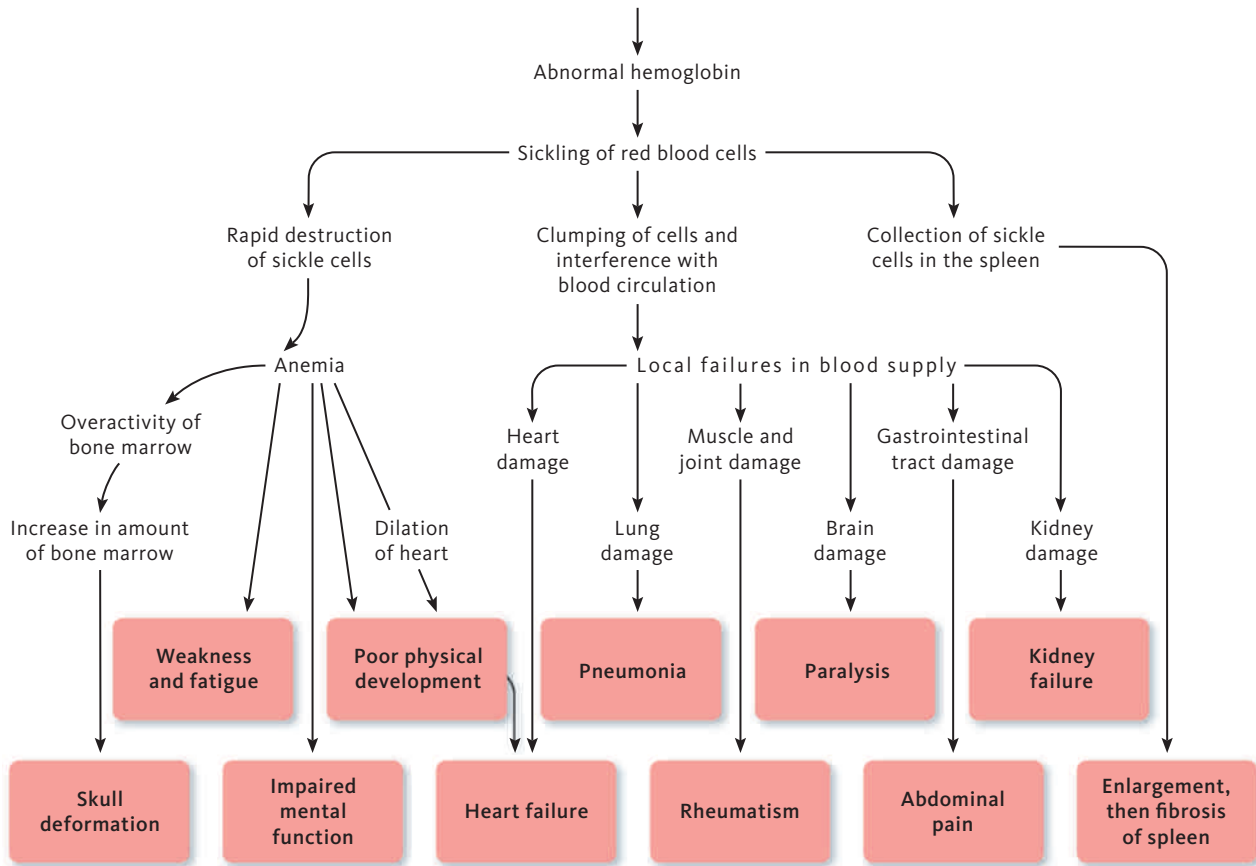 Abnormal hemoglobin
Sickling of red blood cells
Rapid destruction
of sickle cells
Clumping of cells and
interference with
blood circulation
Collection of sickle
cells in the spleen
Anemia
Local failures in blood supply
Overactivity of
bone marrow
Heart
damage
Muscle and
joint damage
Gastrointestinal
tract damage
Increase in amount
of bone marrow
Dilation
of heart
Lung
damage
Brain
damage
Kidney
damage
Weakness
and fatigue
Poor physical
development
Pneumonia
Paralysis
Kidney
failure
Skull
deformation
Impaired
mental
function
Heart failure
Rheumatism
Abdominal
pain
Enlargement,
then fibrosis
of spleen